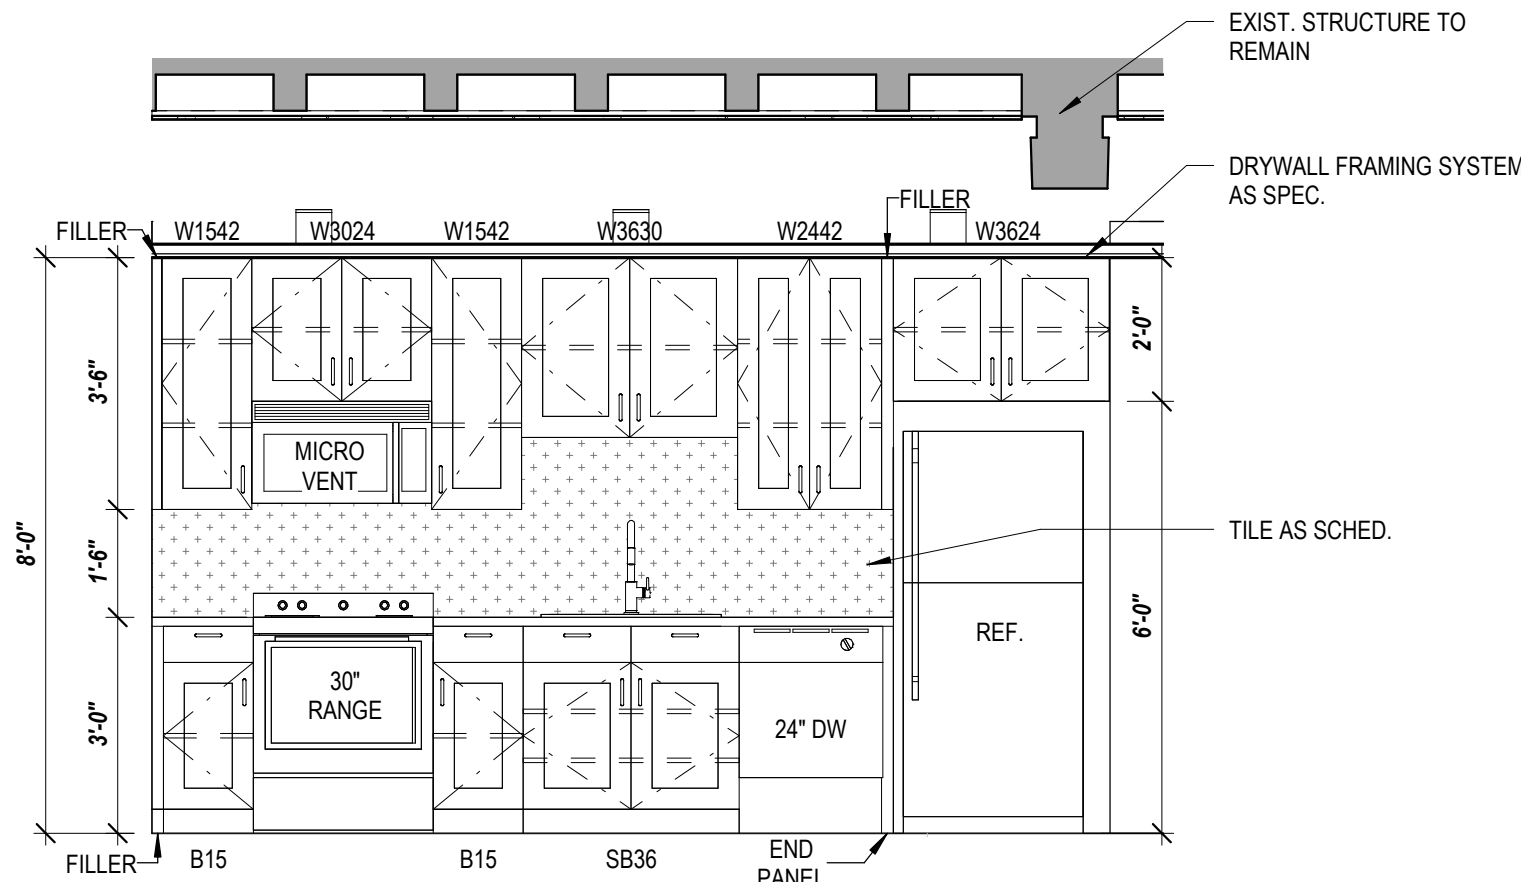 EXIST. STRUCTURE TO
REMAIN
DRYWALL FRAMING SYSTEM
AS SPEC.
FILLER
FILLER
W1542
W3024
W1542
W3630
W2442
W3624
3'-6"
2'-0"
MICRO
VENT
8'-0"
1'-6"
TILE AS SCHED.
3'-0"
6'-0"
30"
RANGE
24" DW
REF.
FILLER
B15
B15
SB36
END
PANEL